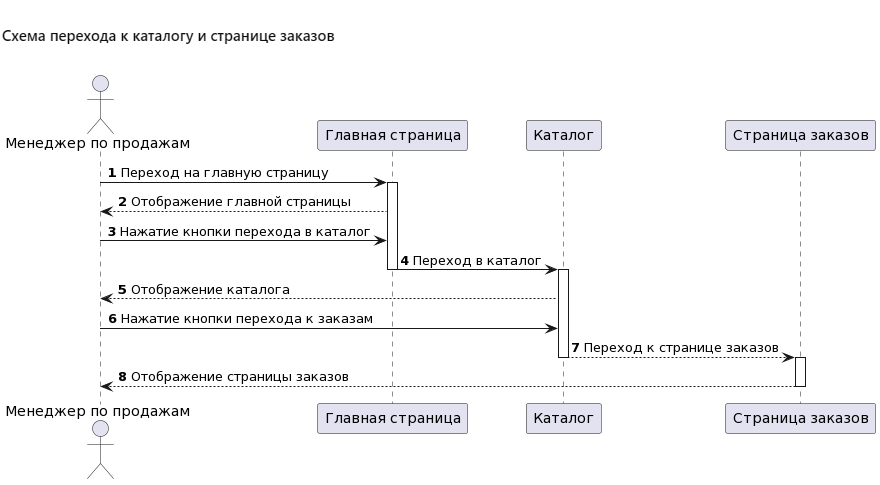 Схема перехода к каталогу и странице заказов
Менеджер по продажам
Главная страница
Каталог
Страница заказов
1 Переход на главную страницу
2 Отображение главной страницы
3 Нажатие кнопки перехода в каталог
4 Переход в каталог
5 Отображение каталога
6 Нажатие кнопки перехода к заказам
7 Переход к странице заказов
8 Отображение страницы заказов
Менеджер по продажам
Главная страница
Каталог
Страница заказов